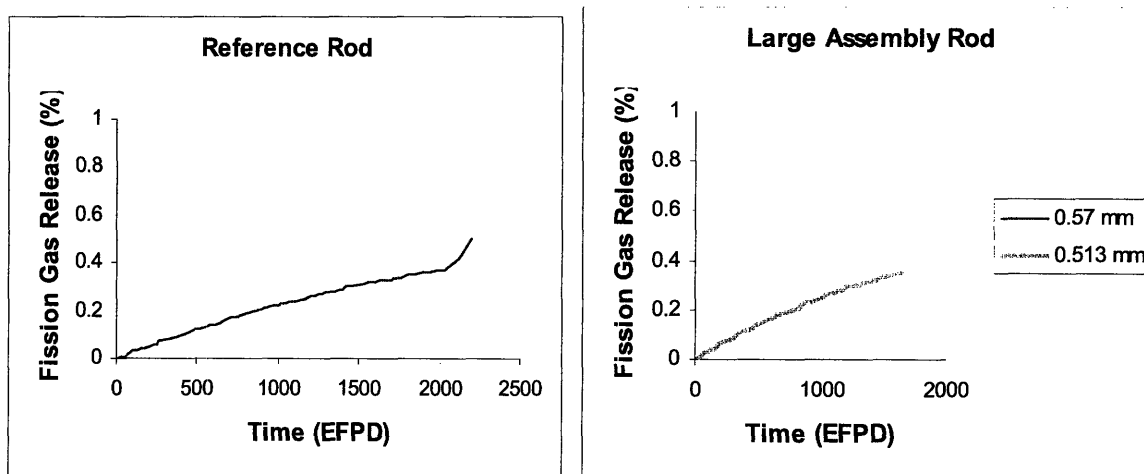 Reference Rod
Fission Gas Release (%)
1
0.8
0.6
0.4
0.2
0
0
500
1000
1500
2000
2500
Time (EFPD)
Large Assembly Rod
Fission Gas Release (%)
1
0.8
0.6
0.4
0.2
0
0
1000
2000
Time (EFPD)
0.57 mm
0.513 mm